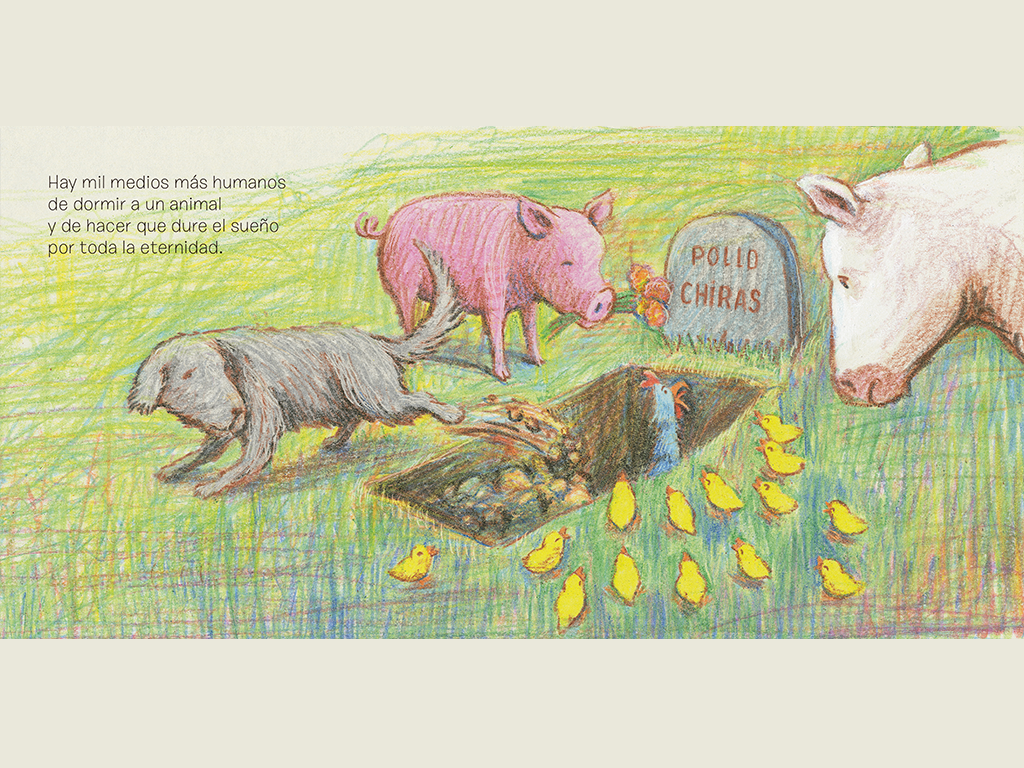 Hay mil medios más humanos
de dormir a un animal
y de hacer que dure el sueño
por toda la eternidad.
POLLO
CHIRAS